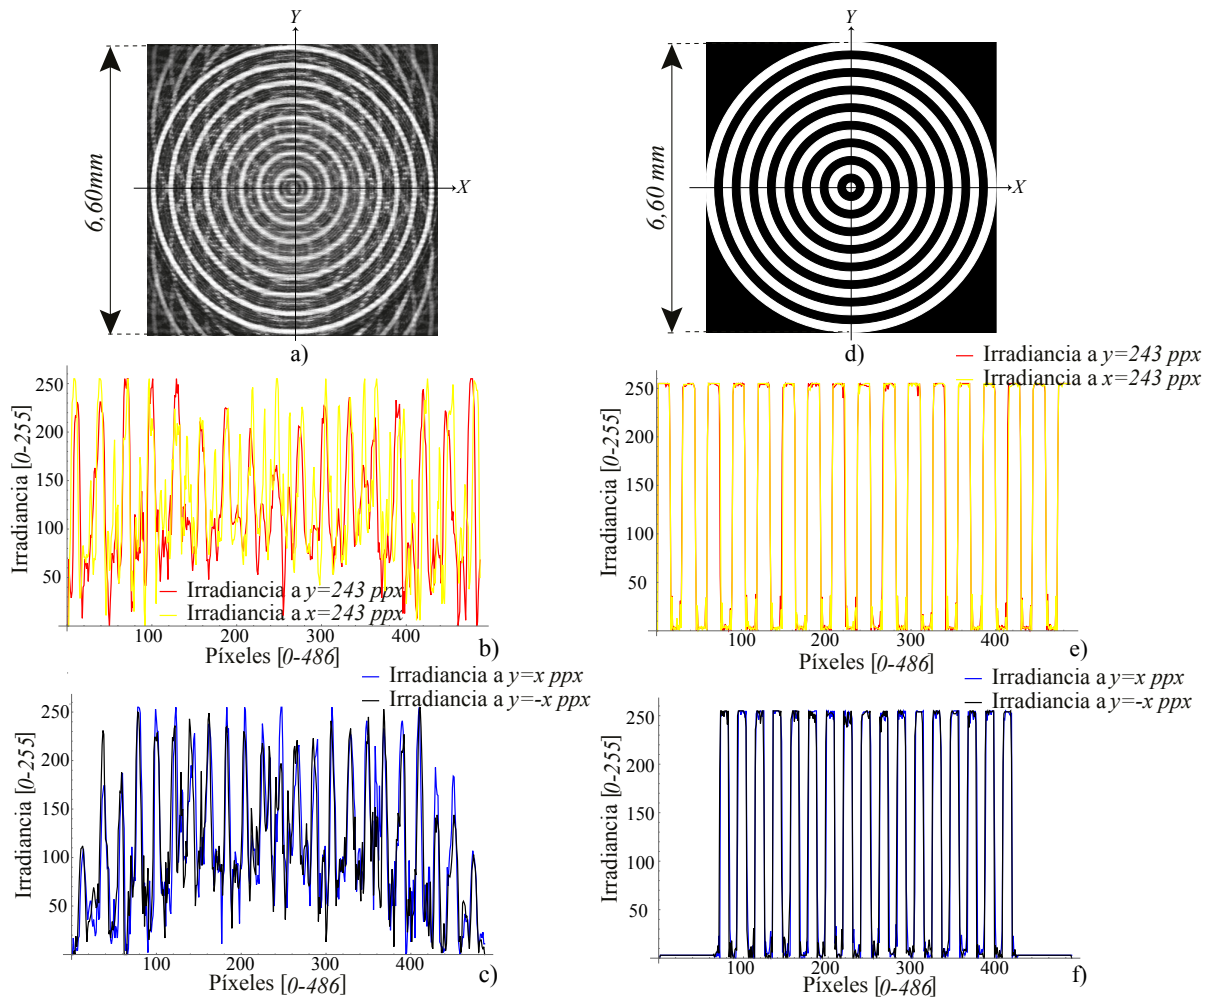 Y
Y
6,60mm
X
6,60 mm
X
a)
d)
Irradiancia a y=243 ppx
Irradiancia a x=243 ppx
250
200
150
100
50
Irradiancia [0-255]
Irradiancia a y=243 ppx
Irradiancia a x=243 ppx
100
200
300
400
Píxeles [0-486]
b)
250
200
150
100
50
Irradiancia [0-255]
100
200
300
400
Píxeles [0-486]
e)
Irradiancia a y=x ppx
Irradiancia a y=-x ppx
250
200
150
100
50
Irradiancia [0-255]
100
200
300
400
Píxeles [0-486]
c)
Irradiancia a y=x ppx
Irradiancia a y=-x ppx
250
200
150
100
50
Irradiancia [0-255]
100
200
300
400
Píxeles [0-486]
f)